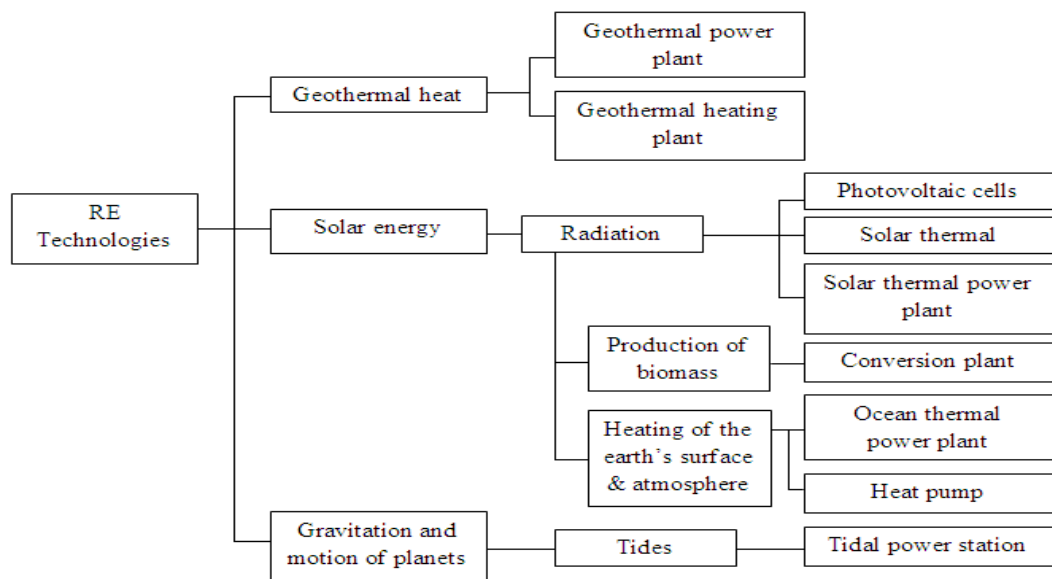 RE
Technologies
Geothermal heat
Geothermal power
plant
Geothermal heating
plant
Solar energy
Radiation
Photovoltaic cells
Solar thermal
Solar thermal power
plant
Production of
biomass
Conversion plant
Heating of the
earth's surface
& atmosphere
Ocean thermal
power plant
Heat pump
Gravitation and
motion of planets
Tides
Tidal power station